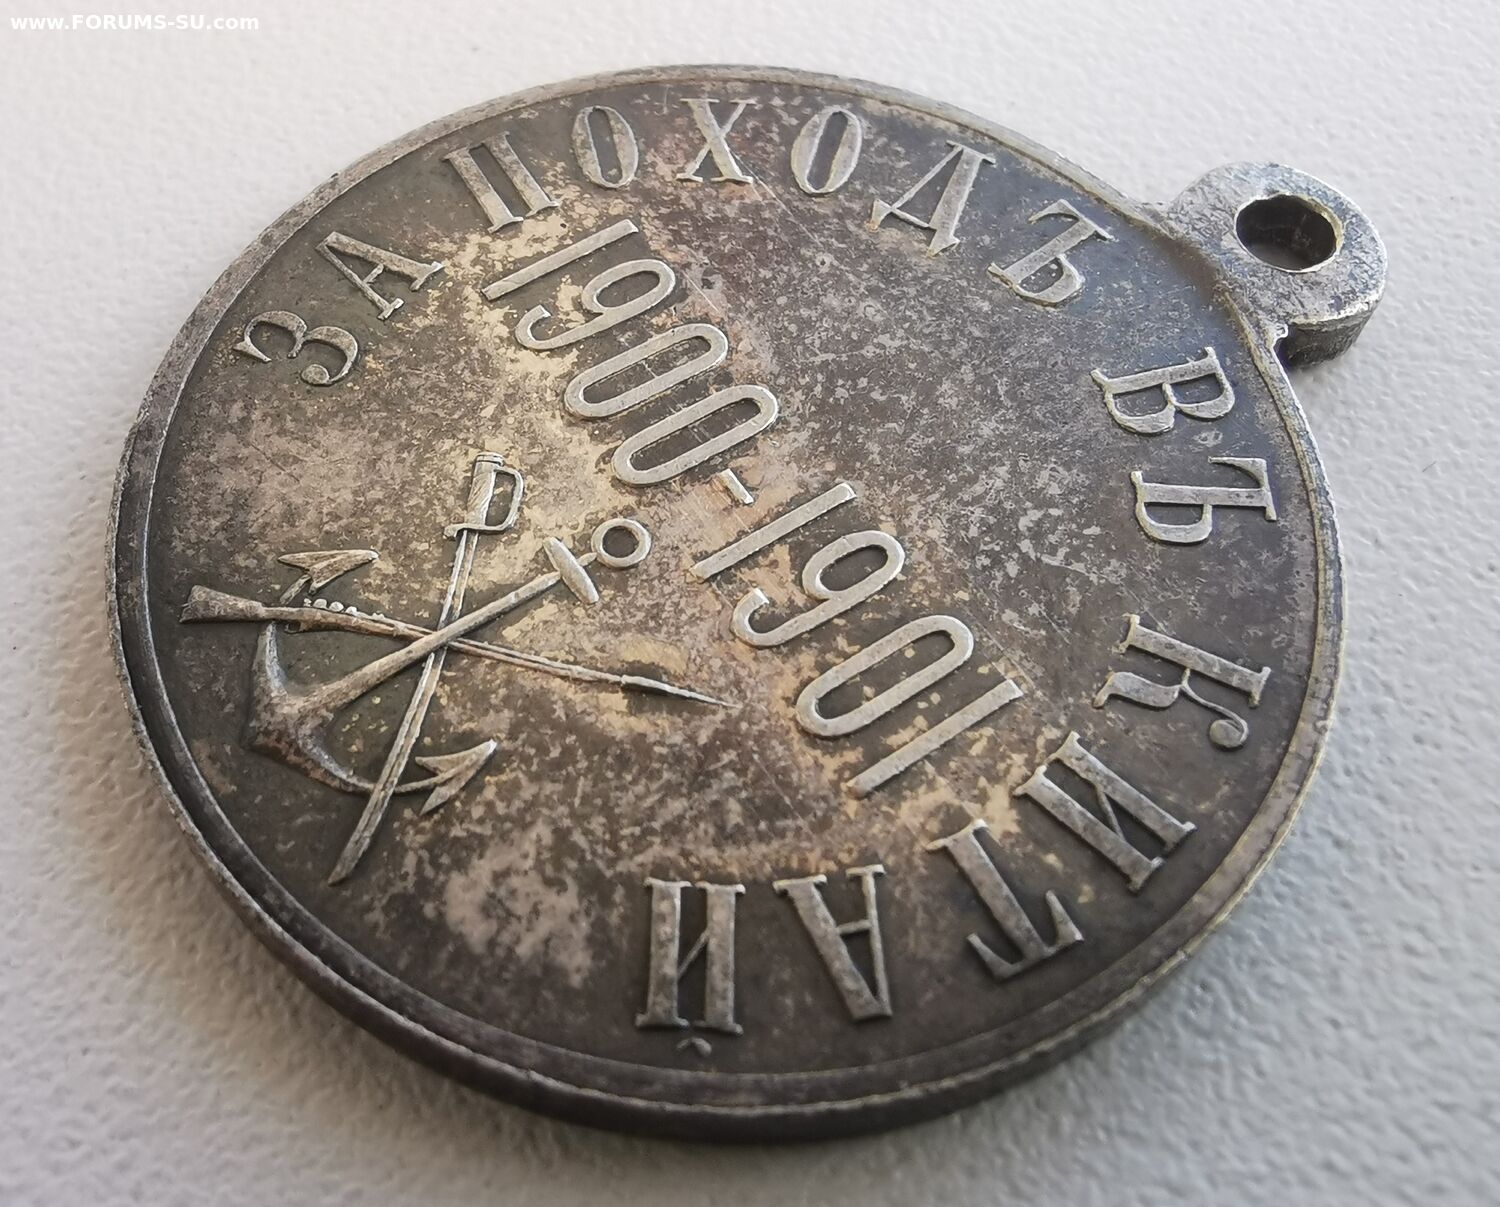 www.FORUMS-SU.com
ЗА ПОХОДЪ ВЪ КИТАЙ
1900-1901